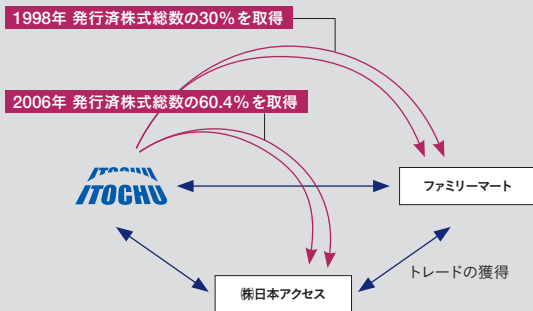 1998年 発行済株式総数の30%を取得
2006年 発行済株式総数の60.4%を取得
ITOCHU
ITOCHU
ファミリーマート
トレードの獲得
㈱日本アクセス